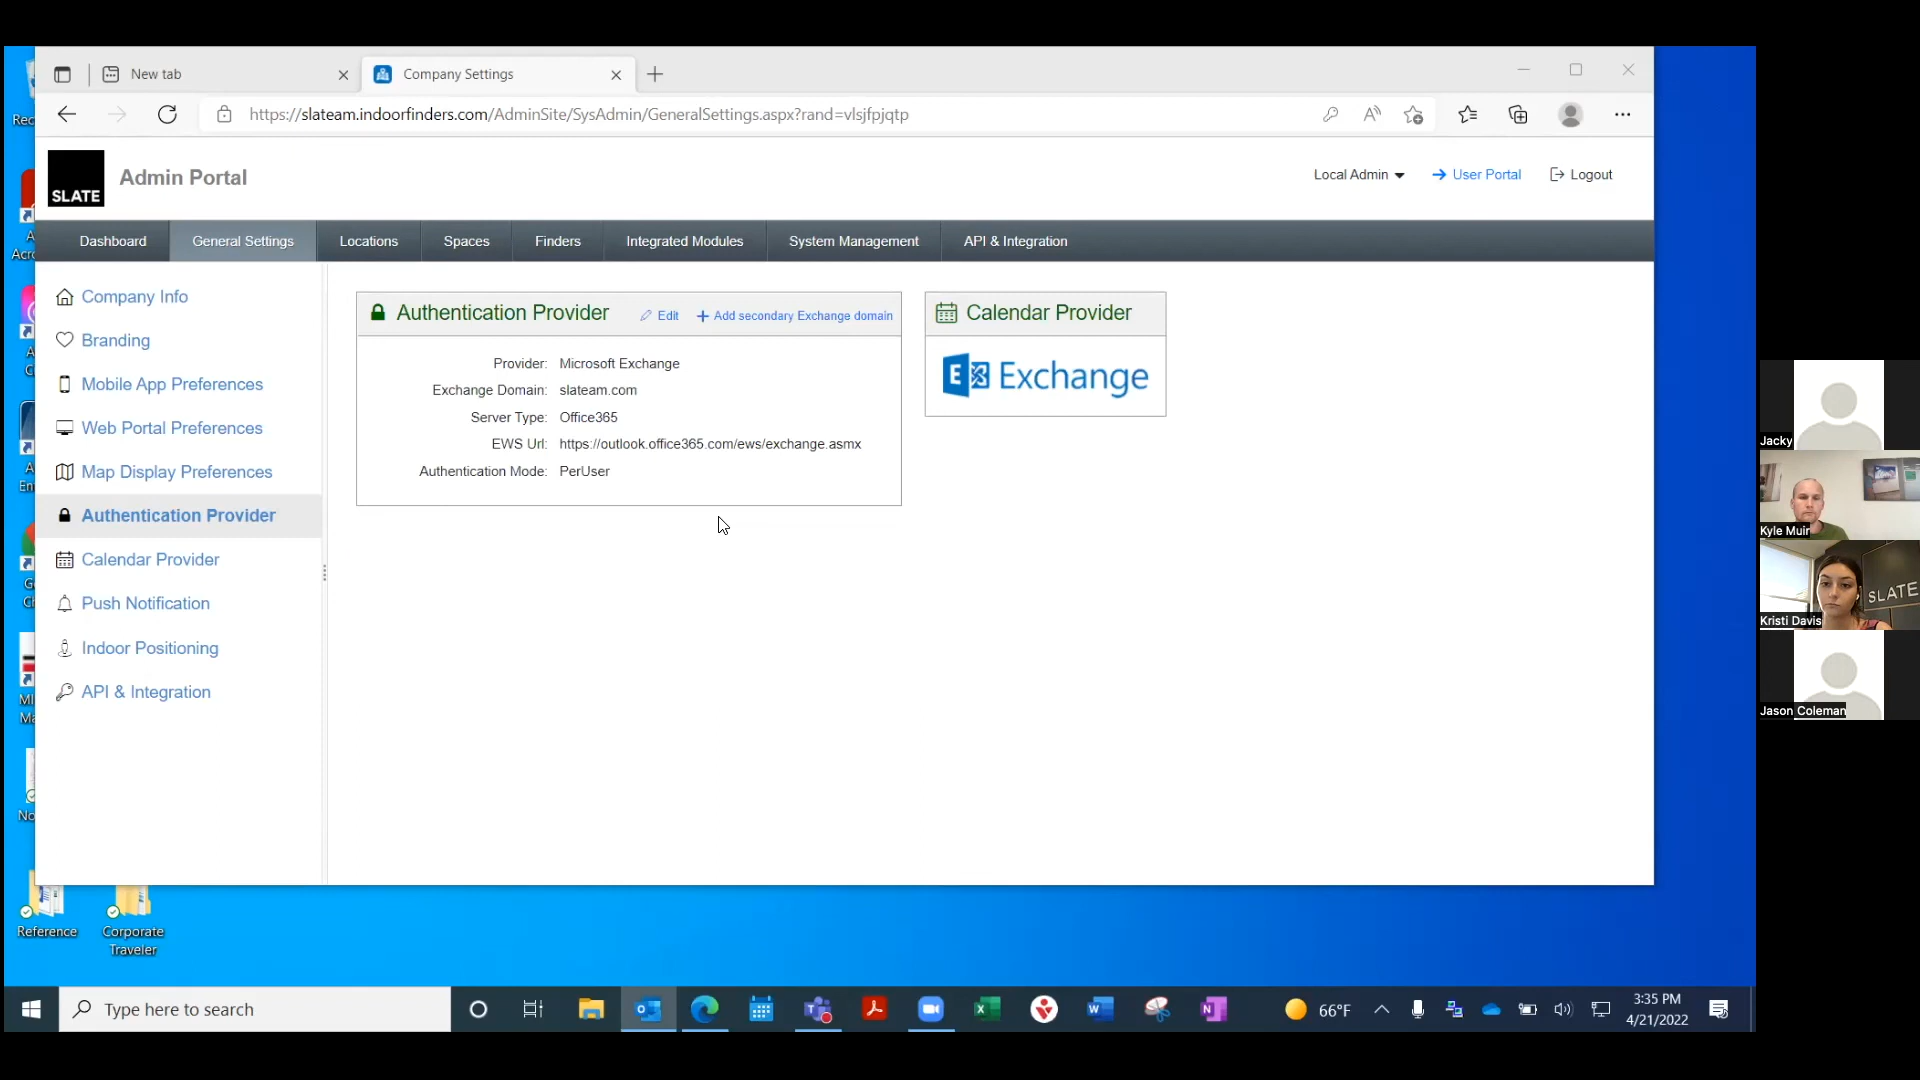 New tab
Company Settings
https://slateam.indoorfinders.com/AdminSite/SysAdmin/GeneralSettings.aspx?rand=vlsjfpjqtp
SLATE
Admin Portal
Local Admin
User Portal
Logout
Dashboard
General Settings
Locations
Spaces
Finders
Integrated Modules
System Management
API & Integration
Company Info
Branding
Mobile App Preferences
Web Portal Preferences
Map Display Preferences
Authentication Provider
Calendar Provider
Push Notification
Indoor Positioning
API & Integration
Authentication Provider
Edit
Add secondary Exchange domain
Provider: Microsoft Exchange
Exchange Domain: slateam.com
Server Type: Office365
EWS Url: https://outlook.office365.com/ews/exchange.asmx
Authentication Mode: PerUser
Calendar Provider
Exchange
Jacky
Kyle Muir
SLATE
Kristi Davis
Jason Coleman
Reference
Corporate
Traveler
Type here to search
66°F
3:35 PM
4/21/2022